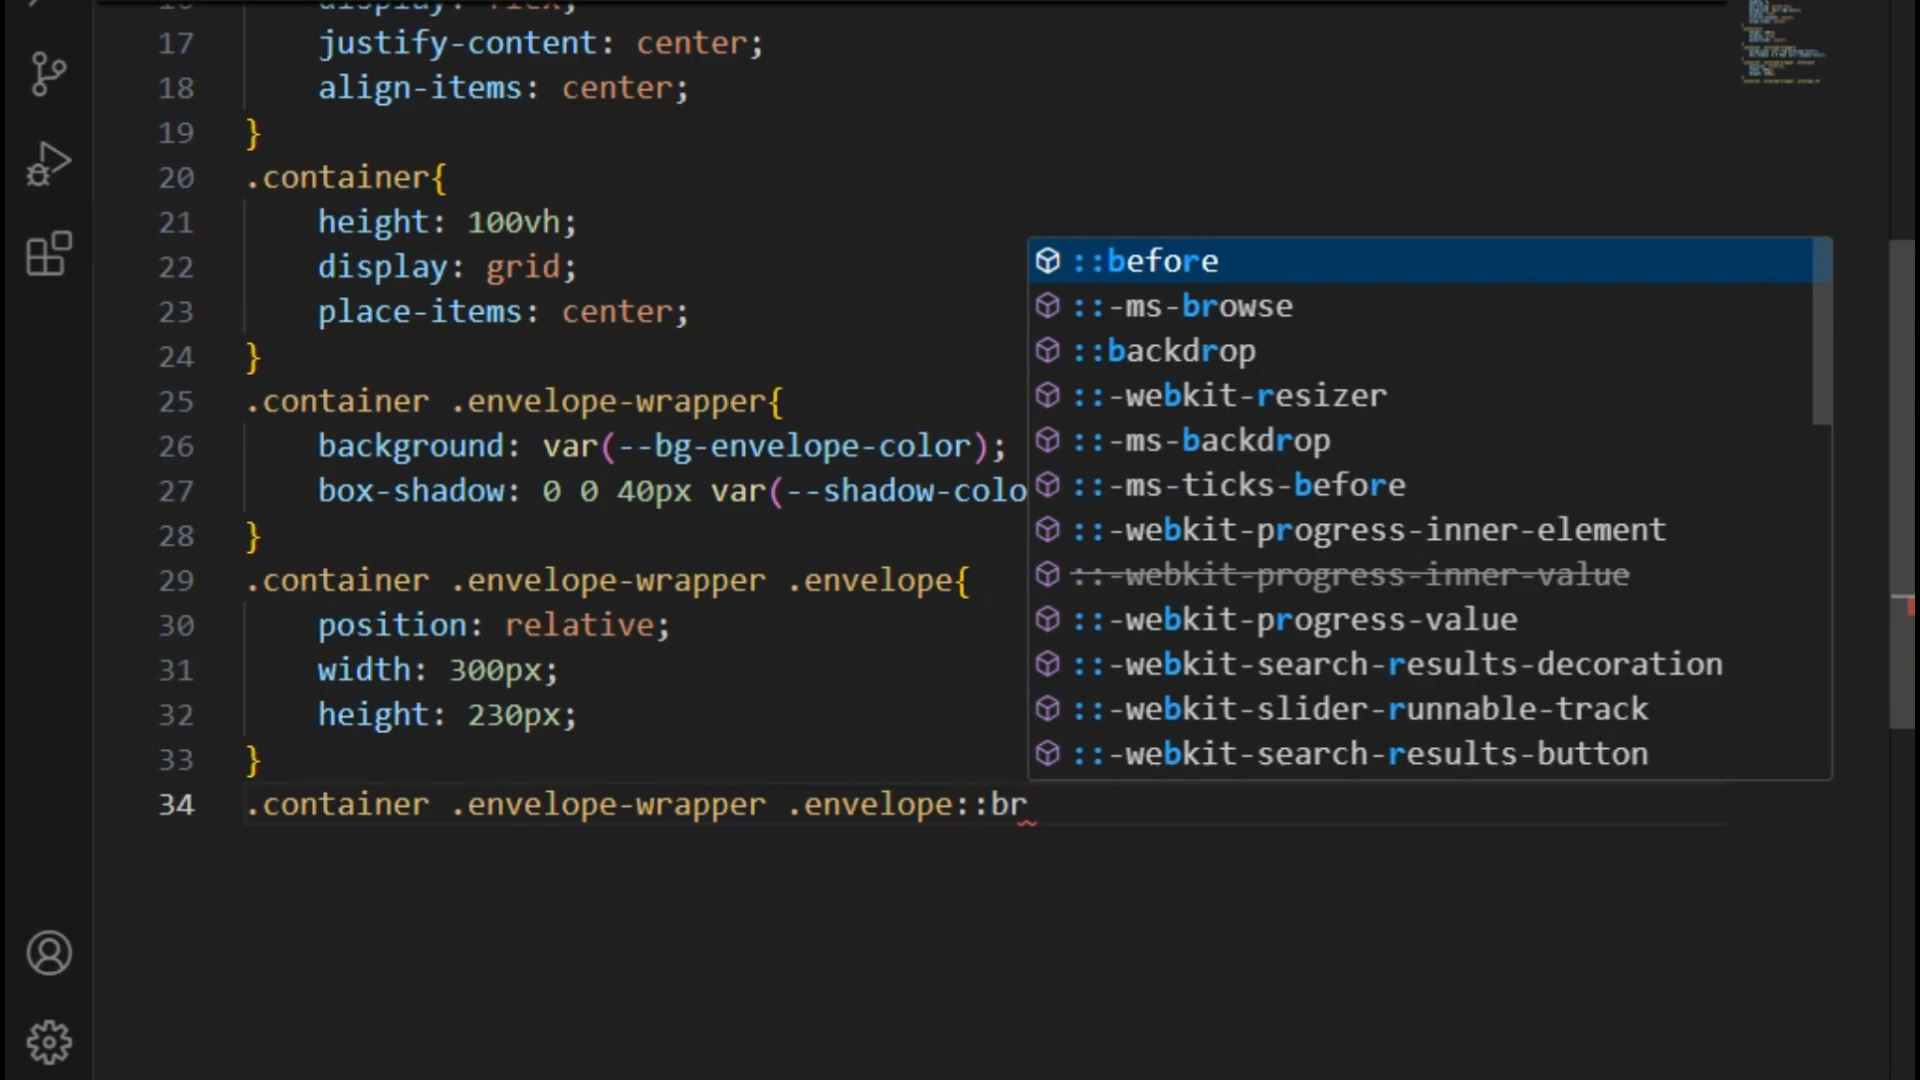 17 justify-content: center;
18 align-items: center;
19 }
20 .container{
21 height: 100vh;
22 display: grid;
23 place-items: center;
24 }
25 .container .envelope-wrapper{
26 background: var(--bg-envelope-color);
27 box-shadow: 0 0 40px var(--shadow-colo
28 }
29 .container .envelope-wrapper .envelope{
30 position: relative;
31 width: 300px;
32 height: 230px;
33 }
34 .container .envelope-wrapper .envelope::br
::before
::-ms-browse
::backdrop
::-webkit-resizer
::-ms-backdrop
::-ms-ticks-before
::-webkit-progress-inner-element
::-webkit-progress-inner-value
::-webkit-progress-value
::-webkit-search-results-decoration
::-webkit-slider-runnable-track
::-webkit-search-results-button